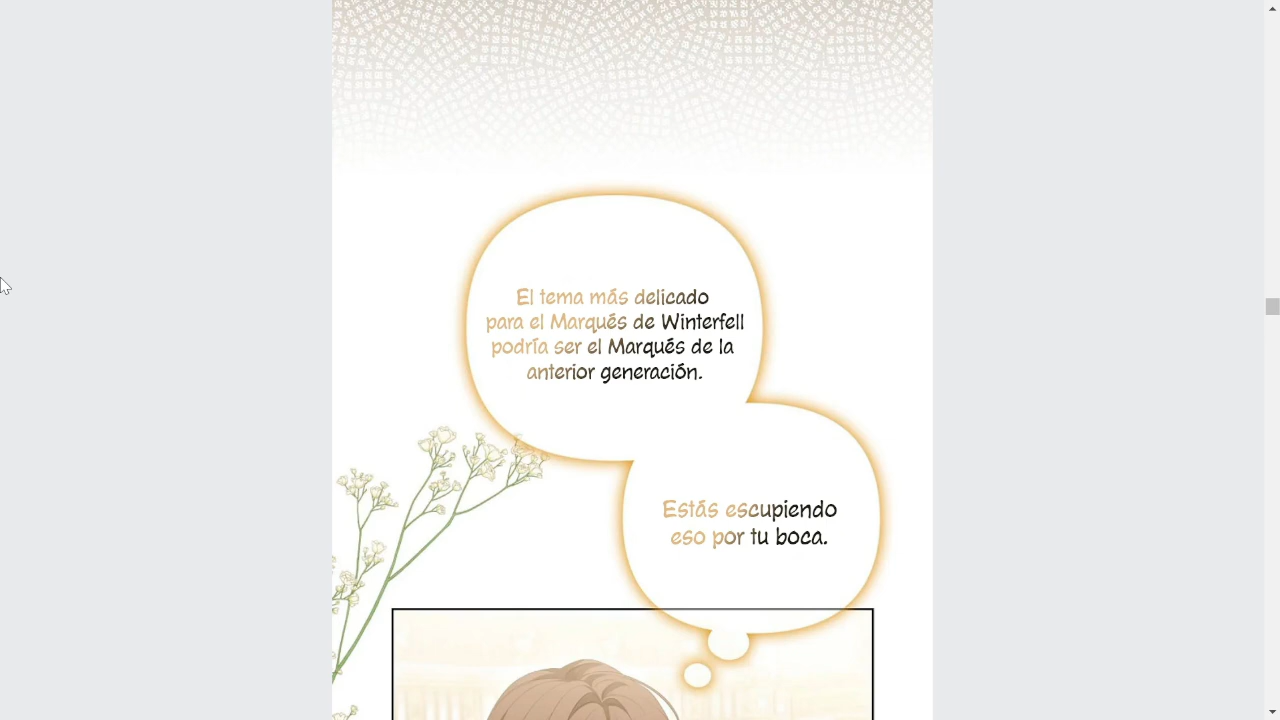 El tema más delicado
para el Marqués de Winterfell
podría ser el Marqués de la
anterior generación.
Estás escupiendo
eso por tu boca.